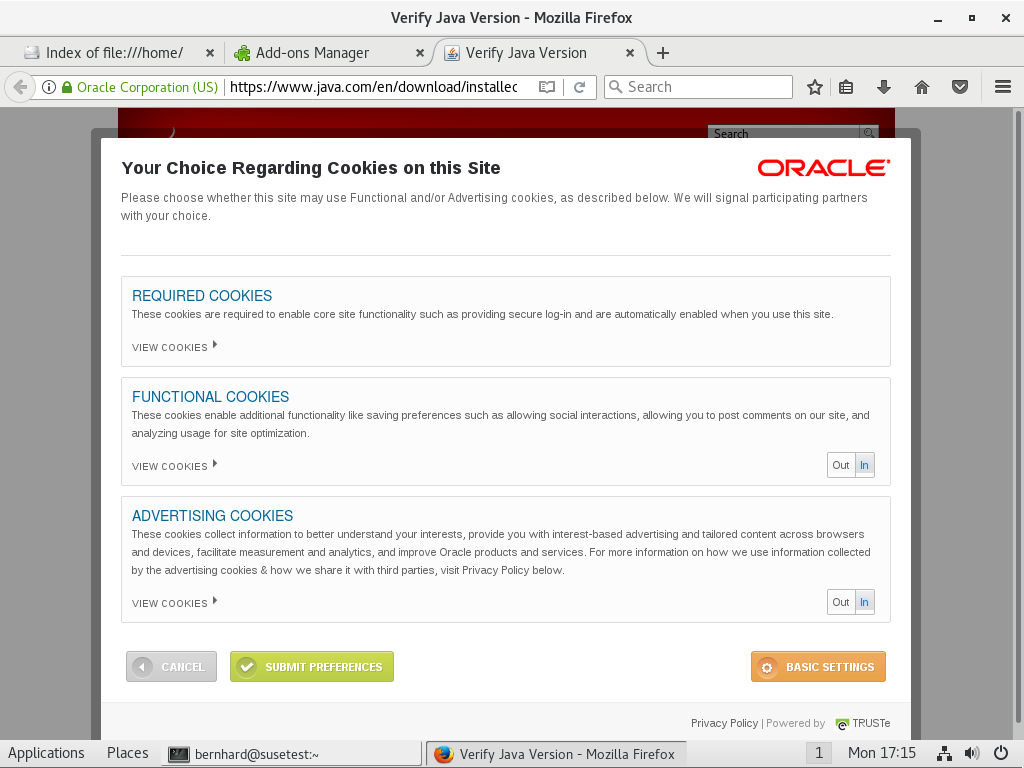 Verify Java Version - Mozilla Firefox
Index of file:///home/
Add-ons Manager
Verify Java Version
Oracle Corporation (US)
https://www.java.com/en/download/installec
Search
Search
Your Choice Regarding Cookies on this Site
ORACLE®
Please choose whether this site may use Functional and/or Advertising cookies, as described below. We will signal participating partners
with your choice.
REQUIRED COOKIES
These cookies are required to enable core site functionality such as providing secure log-in and are automatically enabled when you use this site.
VIEW COOKIES
FUNCTIONAL COOKIES
These cookies enable additional functionality like saving preferences such as allowing social interactions, allowing you to post comments on our site, and
analyzing usage for site optimization.
VIEW COOKIES
Out In
ADVERTISING COOKIES
These cookies collect information to better understand your interests, provide you with interest-based advertising and tailored content across browsers
and devices, facilitate measurement and analytics, and improve Oracle products and services. For more information on how we use information collected
by the advertising cookies & how we share it with third parties, visit Privacy Policy below.
VIEW COOKIES
Out In
CANCEL
SUBMIT PREFERENCES
BASIC SETTINGS
Privacy Policy | Powered by TRUSTe
Applications
Places
bernhard@susetest:~
Verify Java Version - Mozilla Firefox
1
Mon 17:15